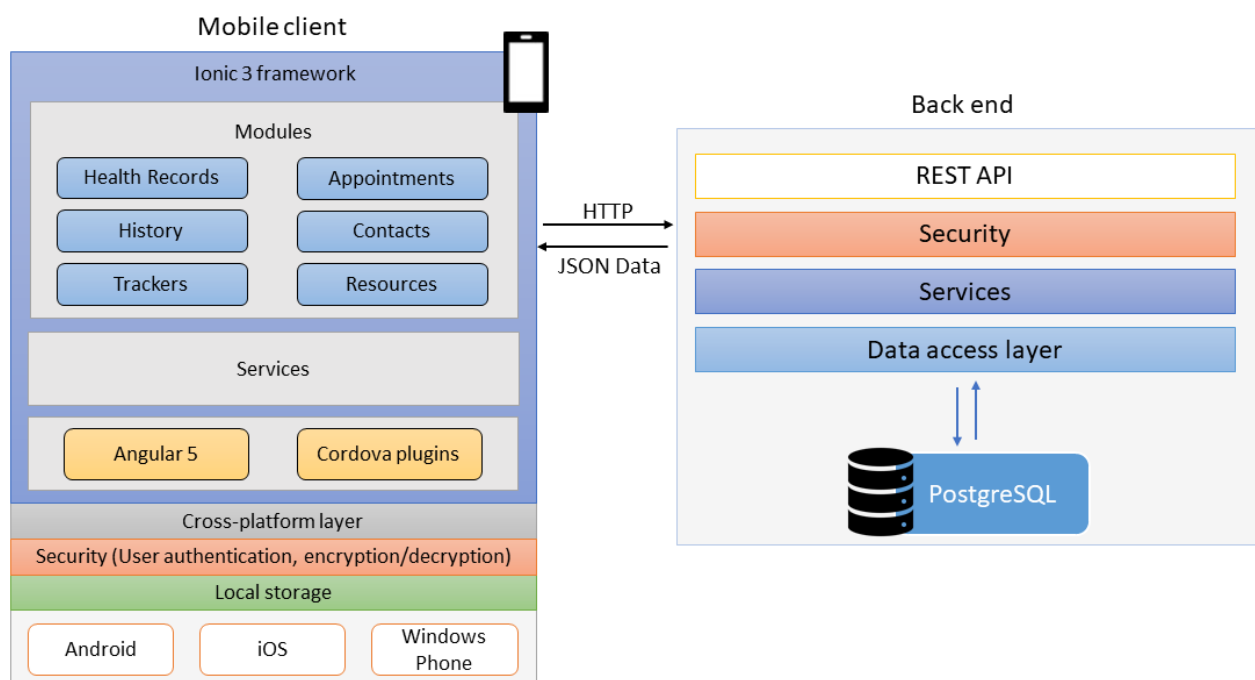 Mobile client
Ionic 3 framework
Modules
Health Records
Appointments
History
Contacts
Trackers
Resources
Services
Angular 5
Cordova plugins
Cross-platform layer
Security (User authentication, encryption/decryption)
Local storage
Android
iOS
Windows
Phone
HTTP
JSON Data
Back end
REST API
Security
Services
Data access layer
PostgreSQL